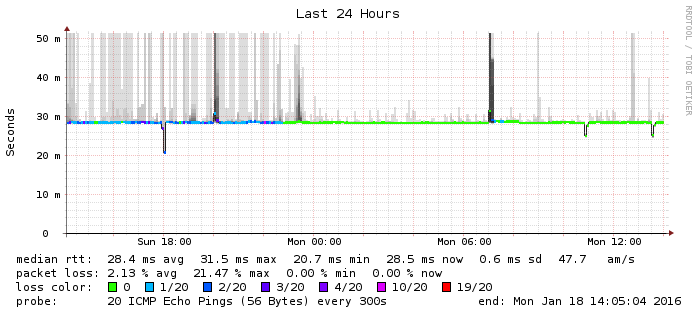 Last 24 Hours
RRDTOOL / TOBI OETIKER
Seconds
50 m
40 m
30 m
20 m
10 m
0
Sun 18:00 Mon 00:00 Mon 06:00 Mon 12:00
median rtt: 28.4 ms avg 31.5 ms max 20.7 ms min 28.5 ms now 0.6 ms sd 47.7 am/s
packet loss: 2.13 % avg 21.47 % max 0.00 % min 0.00 % now
loss color: 0 1/20 2/20 3/20 4/20 10/20 19/20
probe: 20 ICMP Echo Pings (56 Bytes) every 300s end: Mon Jan 18 14:05:04 2016